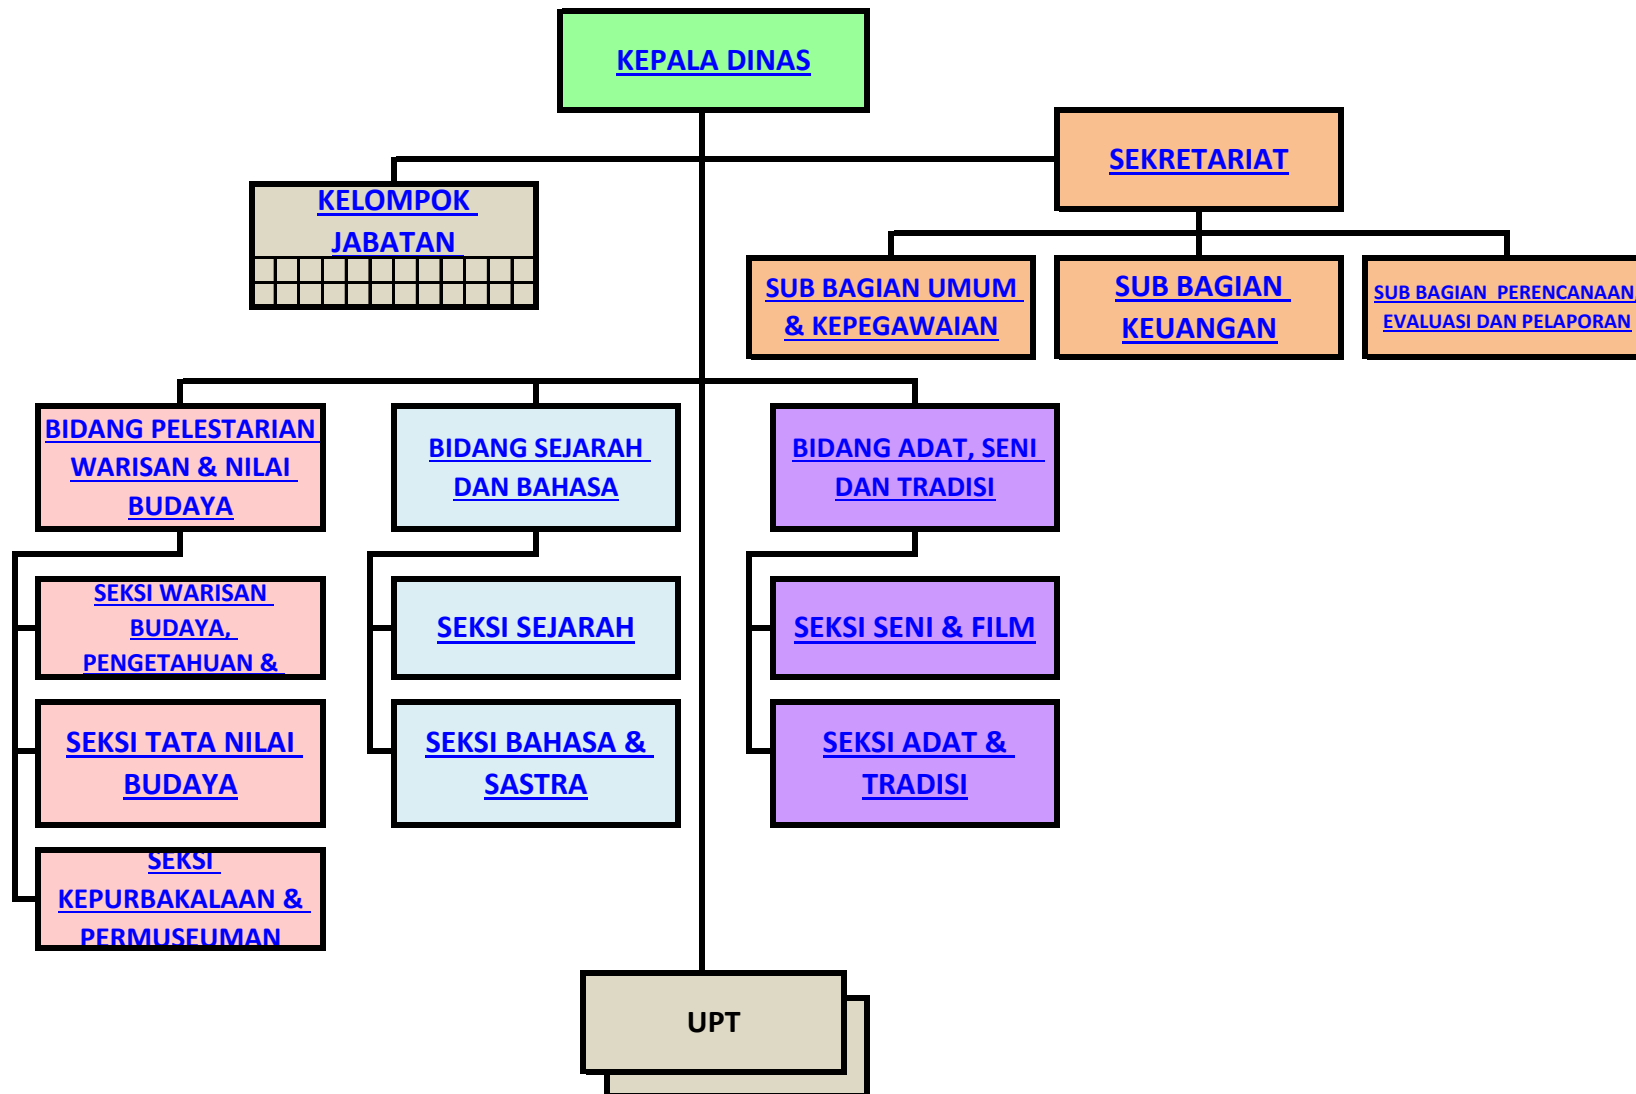 KEPALA DINAS
SEKRETARIAT
KELOMPOK
JABATAN
SUB BAGIAN UMUM
& KEPEGAWAIAN
SUB BAGIAN
KEUANGAN
SUB BAGIAN PERENCANAAN,
EVALUASI DAN PELAPORAN
BIDANG PELESTARIAN
WARISAN & NILAI
BUDAYA
BIDANG SEJARAH
DAN BAHASA
BIDANG ADAT, SENI
DAN TRADISI
SEKSI WARISAN
BUDAYA,
PENGETAHUAN &
SEKSI SEJARAH
SEKSI SENI & FILM
SEKSI TATA NILAI
BUDAYA
SEKSI BAHASA &
SASTRA
SEKSI ADAT &
TRADISI
SEKSI
KEPURBAKALAAN &
PERMUSEUMAN
UPT